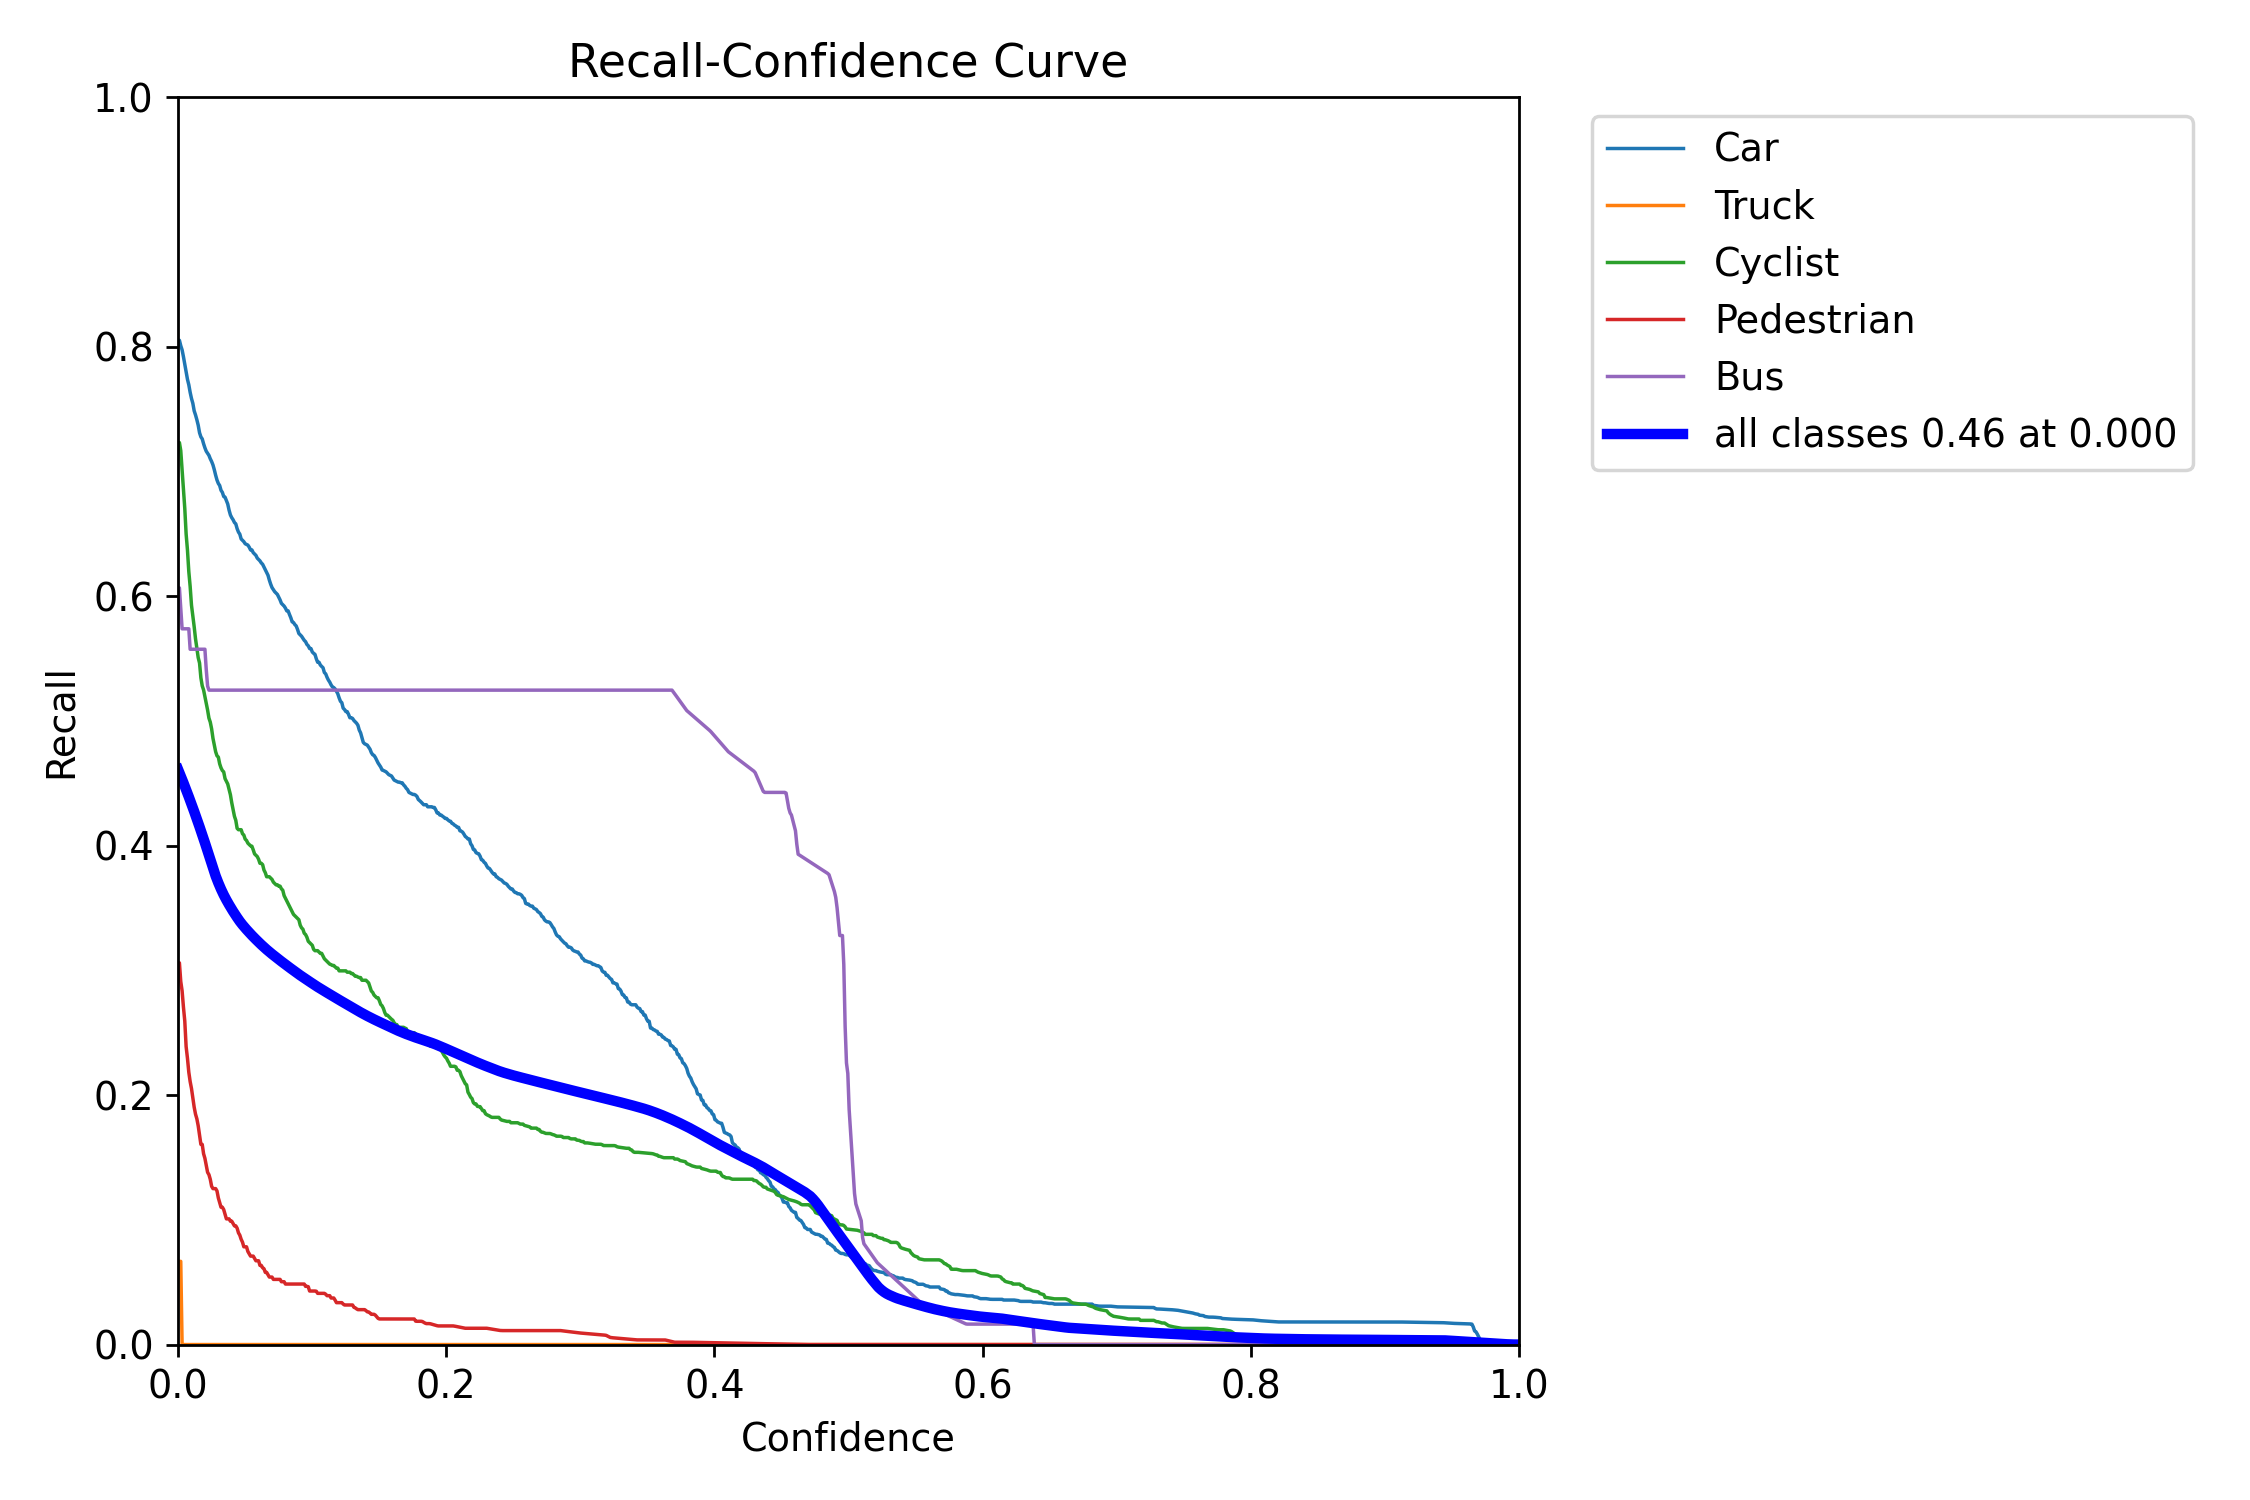 Recall-Confidence Curve
1.0
0.8
0.6
0.4
0.2
0.0
Recall
0.0 0.2 0.4 0.6 0.8 1.0
Confidence
Car
Truck
Cyclist
Pedestrian
Bus
all classes 0.46 at 0.000